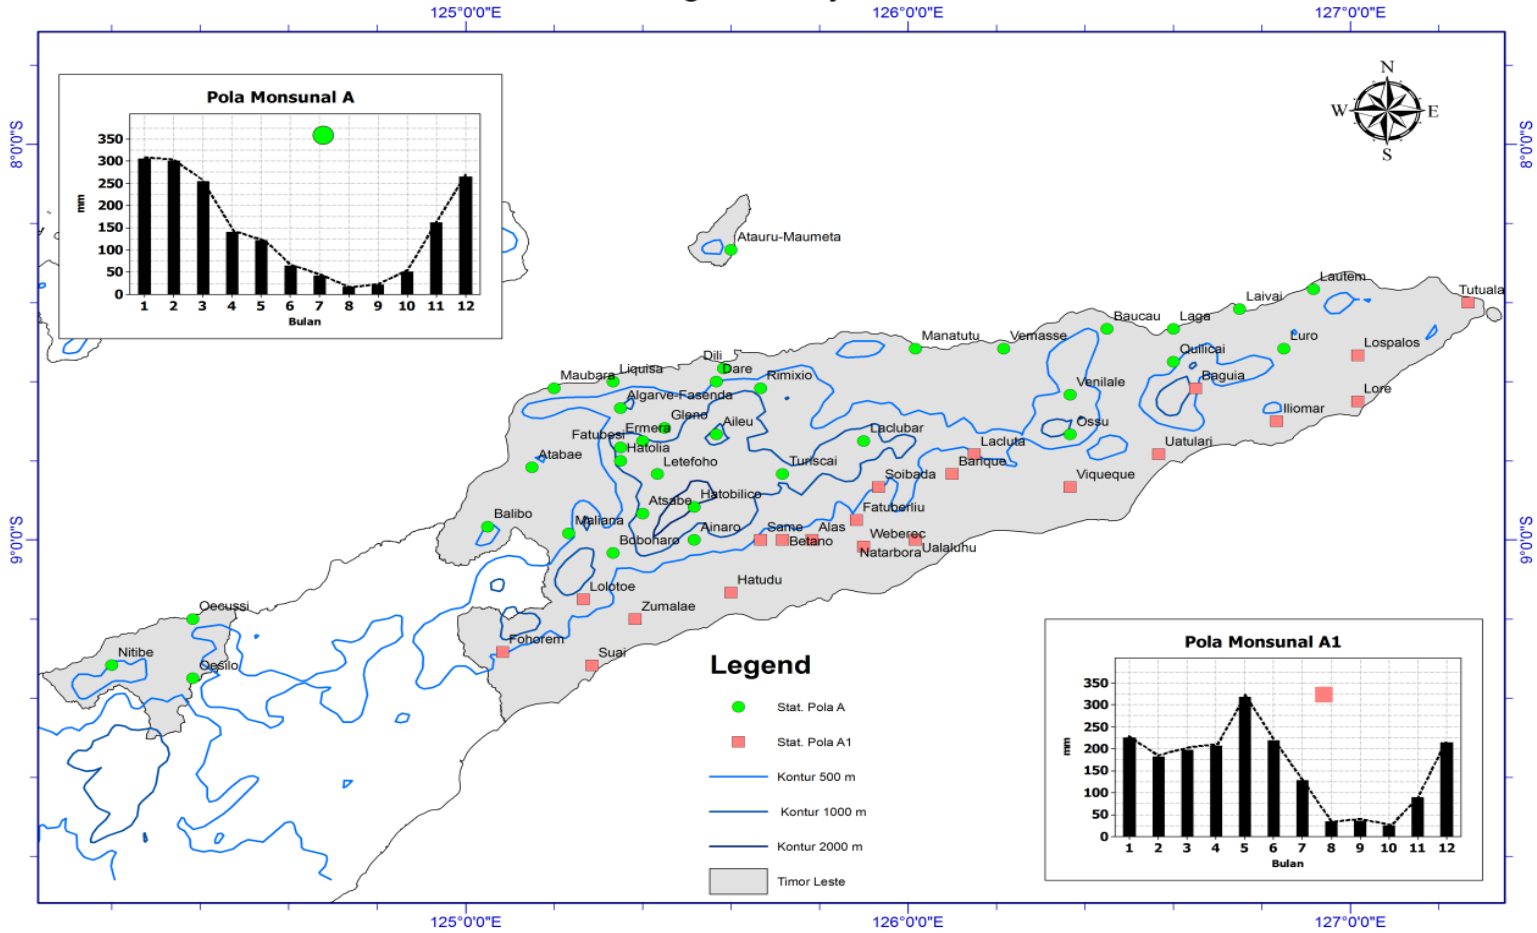 125°0'0"E
126°0'0"E
127°0'0"E
8°0'0"S
8°0'0"S
9°0'0"S
9°0'0"S
125°0'0"E
126°0'0"E
127°0'0"E
Pola Monsunal A
350
300
250
200
150
100
50
0
mm
1 2 3 4 5 6 7 8 9 10 11 12
Bulan
N
W E
S
Atauru-Maumeta
Lautem
Tutuala
Laivai
Baucau
Laga
Manatutu
Vemasse
Luro
Lospalos
Quilicai
Dili
Dare
Liquisa
Maubara
Rimixio
Baguia
Venilale
Lore
Algarve-Fasenda
Iliomar
Gleno
Aileu
Ossu
Ermera
Fatubesi
Laclubar
Lacluta
Uatulari
Hatolia
Atabae
Letefoho
Turiscai
Barique
Soibada
Viqueque
Hatobilico
Atsabe
Fatuberliu
Balibo
Maliana
Ainaro
Same
Alas
Weberec
Bobonaro
Betano
Natarbora
Ualaluhu
Lolotoe
Hatudu
Zumalae
Oecussi
Fohorem
Suai
Nitibe
Oesilo
Legend
Stat. Pola A
Stat. Pola A1
Kontur 500 m
Kontur 1000 m
Kontur 2000 m
Timor Leste
Pola Monsunal A1
350
300
250
200
150
100
50
0
mm
1 2 3 4 5 6 7 8 9 10 11 12
Bulan